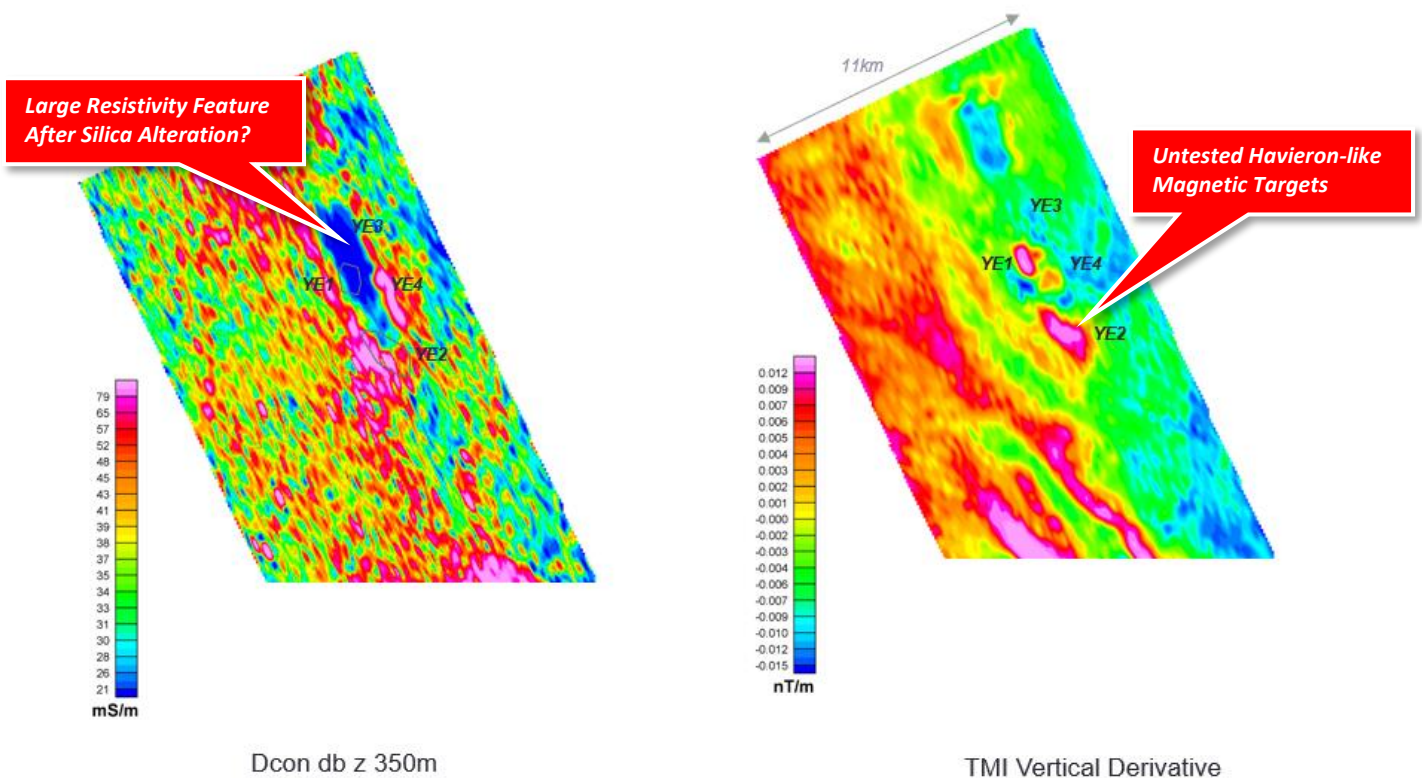 Large Resistivity Feature
After Silica Alteration?
YE3
YE1
YE4
YE2
79
65
57
52
48
45
43
41
39
38
37
35
34
33
31
30
28
26
21
mS/m
Dcon db z 350m
11km
Untested Havieron-like
Magnetic Targets
YE3
YE1
YE4
YE2
0.012
0.009
0.007
0.005
0.004
0.003
0.002
0.001
-0.000
-0.002
-0.003
-0.004
-0.006
-0.007
-0.009
-0.010
-0.012
-0.015
nT/m
TMI Vertical Derivative